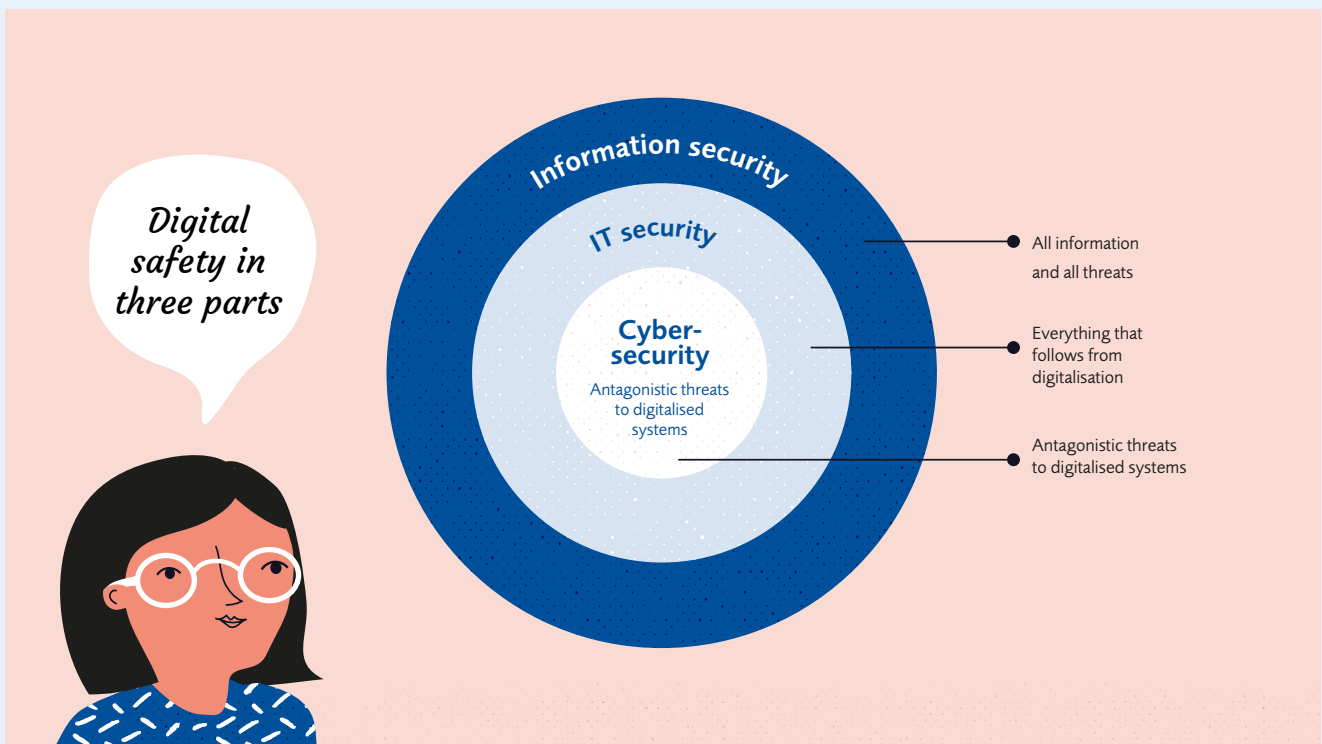 Digital
safety in
three parts
Information security
IT security
Cyber-
security
Antagonistic threats
to digitalised
systems
All information
and all threats
Everything that
follows from
digitalisation
Antagonistic threats
to digitalised systems